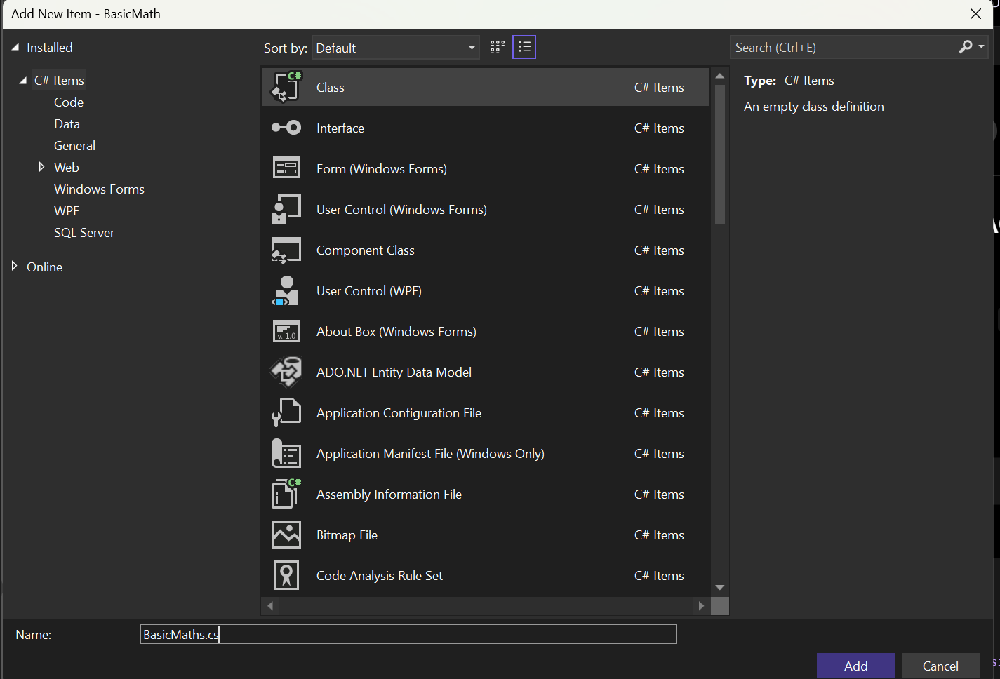 Add New Item - BasicMath
Installed
C# Items
Code
Data
General
Web
Windows Forms
WPF
SQL Server
Online
Sort by: Default
C# Class C# Items
Interface C# Items
Form (Windows Forms) C# Items
User Control (Windows Forms) C# Items
Component Class C# Items
User Control (WPF) C# Items
v. 1.0 About Box (Windows Forms) C# Items
ADO.NET Entity Data Model C# Items
Application Configuration File C# Items
Application Manifest File (Windows Only) C# Items
C# Assembly Information File C# Items
Bitmap File C# Items
Code Analysis Rule Set C# Items
Search (Ctrl+E)
Type: C# Items
An empty class definition
Name: BasicMaths.cs
Add Cancel